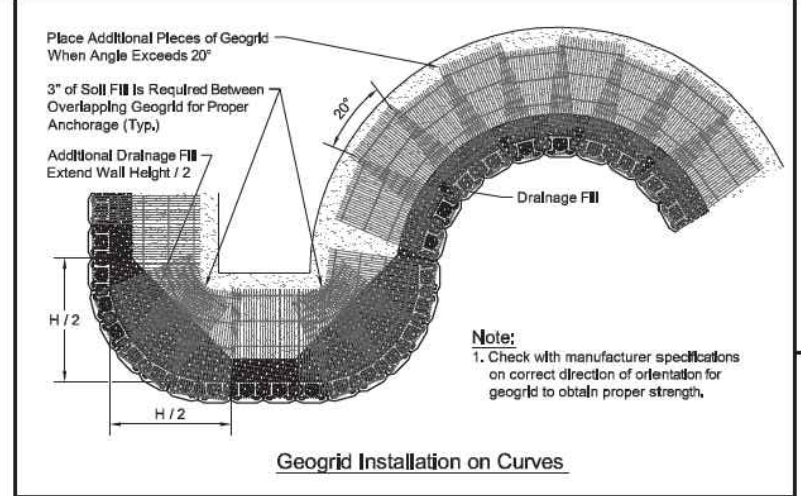 Place Additional Pieces of Geogrid
When Angle Exceeds 20°
3" of Soil Fill Is Required Between
Overlapping Geogrid for Proper
Anchorage (Typ.)
Additional Drainage Fill
Extend Wall Height / 2
20°
Drainage Fill
H / 2
H / 2
Note:
1. Check with manufacturer specifications
on correct direction of orientation for
geogrid to obtain proper strength.
Geogrid Installation on Curves